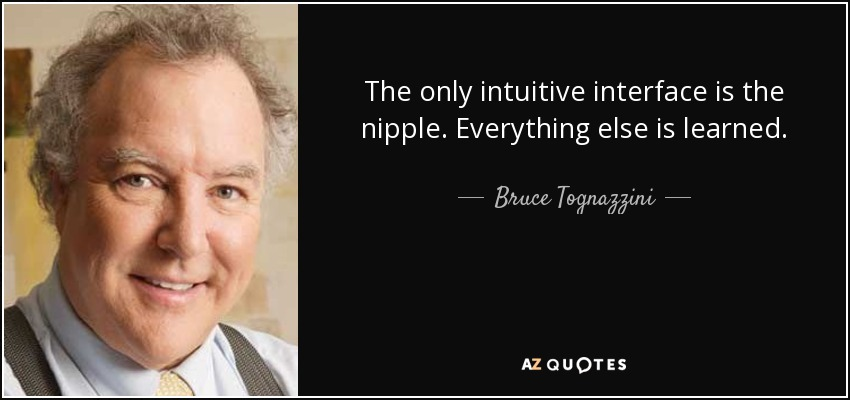 The only intuitive interface is the
nipple. Everything else is learned.
Bruce Tognazzini
AZ QUOTES